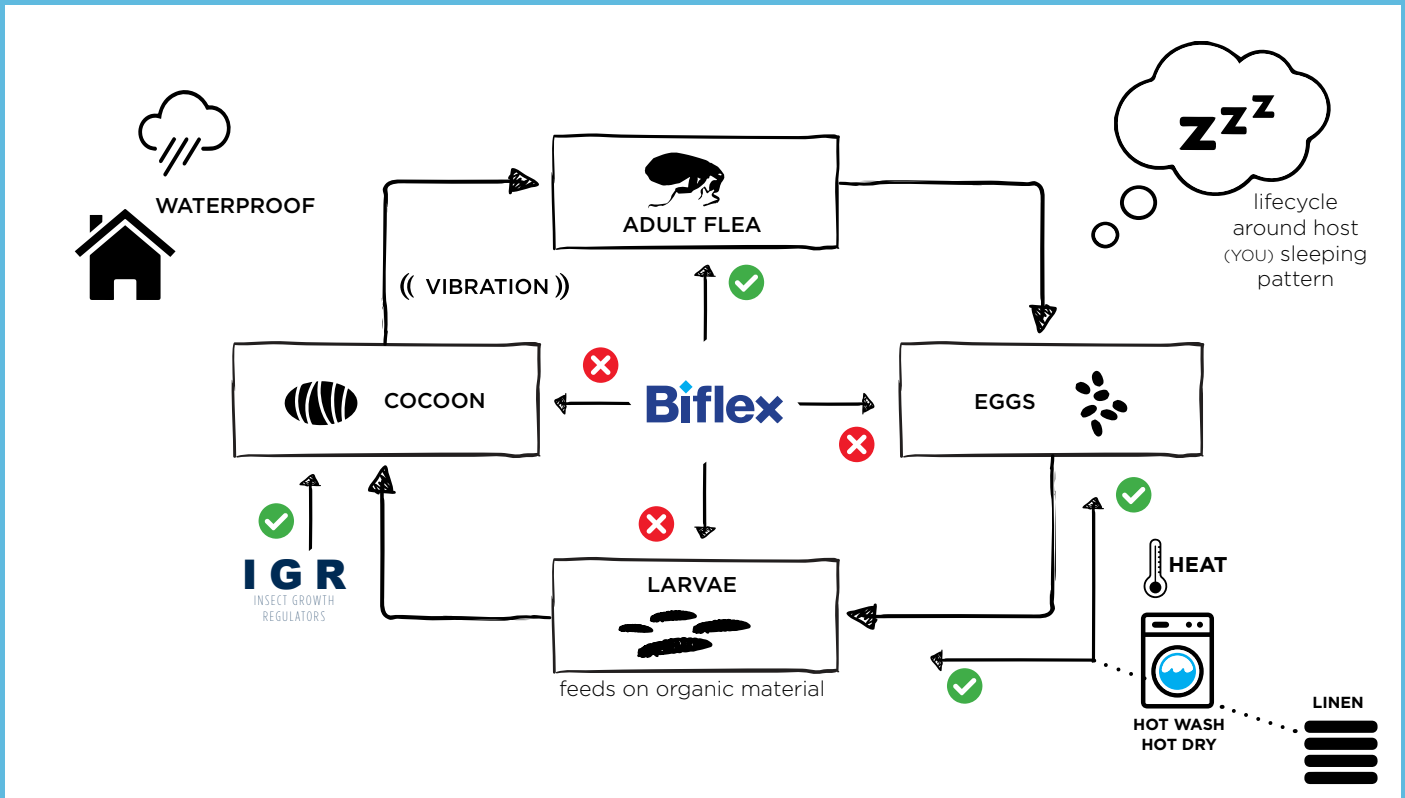 zzz
WATERPROOF
lifecycle
around host
(YOU) sleeping
pattern
ADULT FLEA
(( VIBRATION ))
COCOON
Biflex
EGGS
IGR
INSECT GROWTH
REGULATORS
LARVAE
feeds on organic material
HEAT
HOT WASH
HOT DRY
LINEN